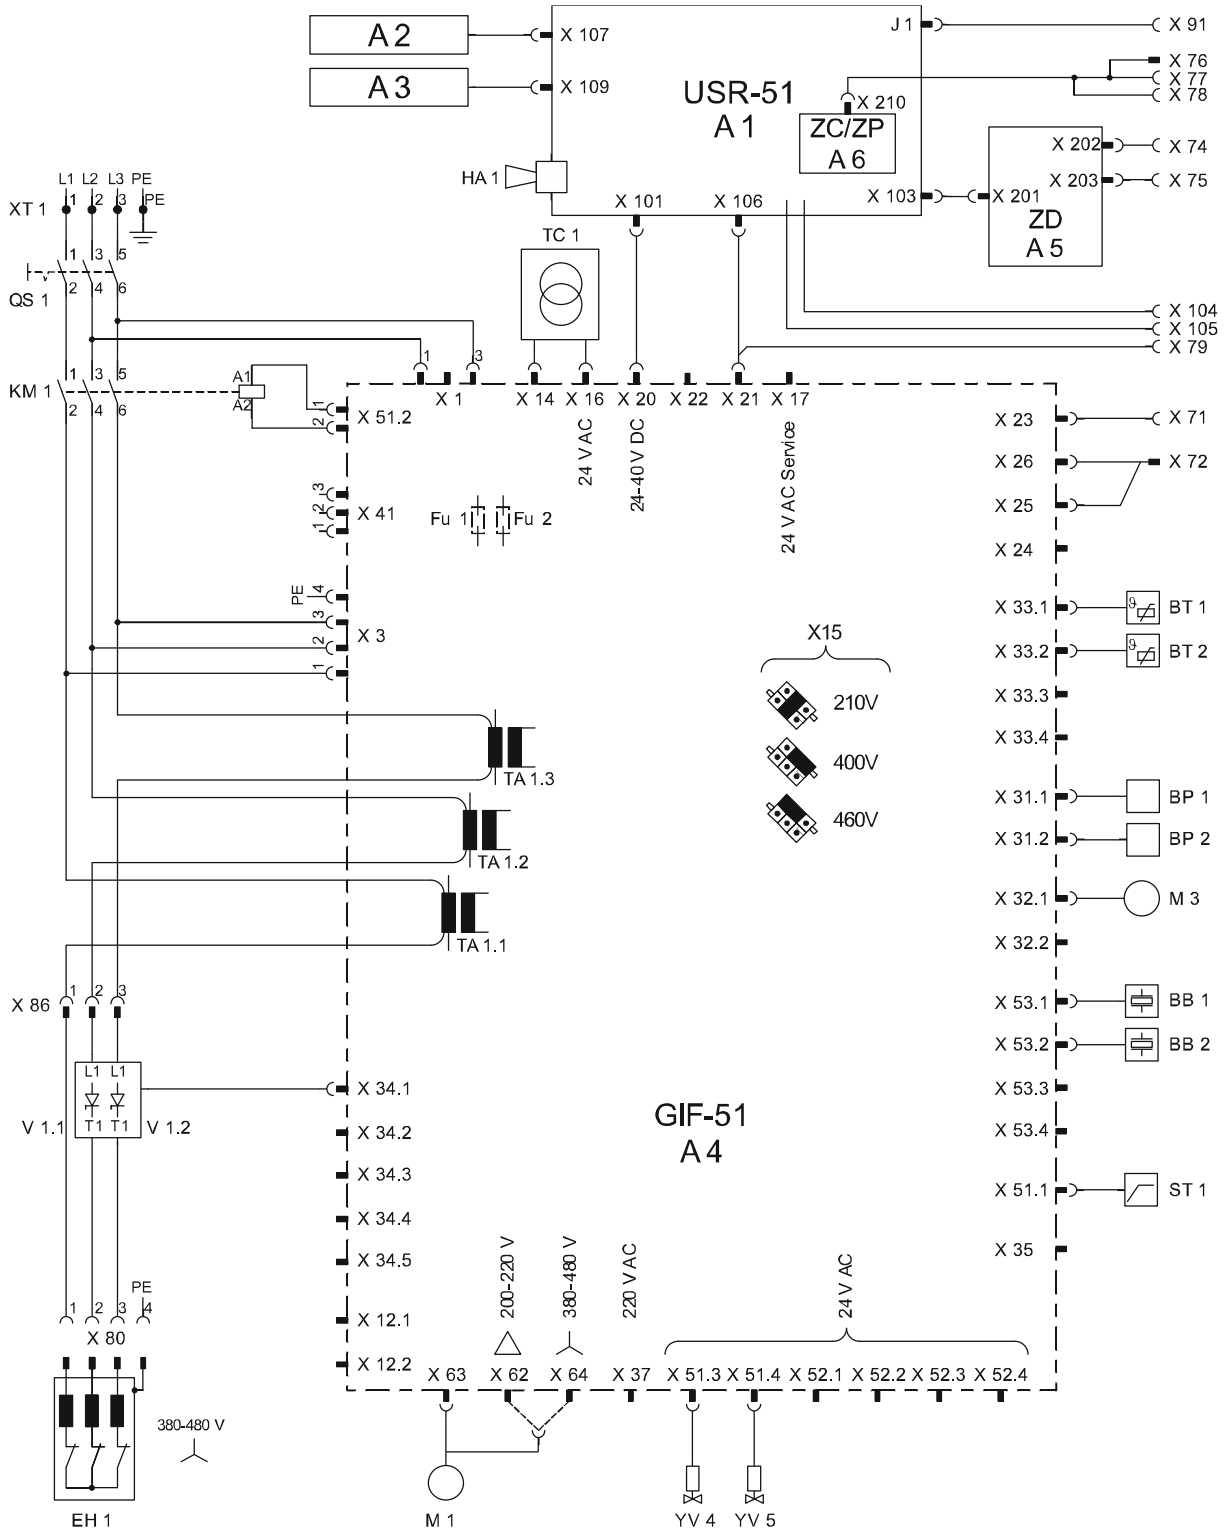 A 2
X 107
J 1
X 91
A 3
X 109
USR-51
A 1
X 210
X 76
X 77
X 78
ZC/ZP
A 6
HA 1
X 101
X 106
X 103
X 201
X 202
X 203
X 74
X 75
ZD
A 5
L1 L2 L3 PE
XT 1
1 2 3 PE
1 3 5
QS 1
2 4 6
TC 1
X 104
X 105
X 79
1 3
KM 1
1 3 5
2 4 6
A1
A2
1
2
X 51.2
X 1
X 14
X 16
X 20
X 22
X 21
X 17
24 V AC
24-40 V DC
24 V AC Service
X 23
X 71
X 26
X 72
X 25
X 24
3
2
1
X 41
Fu 1
Fu 2
PE
4
3
2
1
X 3
X 33.1
BT 1
X 33.2
BT 2
X 33.3
X 33.4
X15
210V
400V
460V
TA 1.3
TA 1.2
TA 1.1
X 31.1
BP 1
X 31.2
BP 2
X 32.1
M 3
X 32.2
X 86
1 2 3
X 53.1
BB 1
X 53.2
BB 2
X 53.3
X 53.4
L1 L1
T1 T1
V 1.1
V 1.2
X 34.1
X 34.2
X 34.3
X 34.4
X 34.5
GIF-51
A 4
X 51.1
ST 1
X 35
X 12.1
X 12.2
200-220 V
380-480 V
220 V AC
24 V AC
PE
1 2 3 4
X 80
X 63
X 62
X 64
X 37
X 51.3
X 51.4
X 52.1
X 52.2
X 52.3
X 52.4
380-480 V
EH 1
M 1
YV 4
YV 5